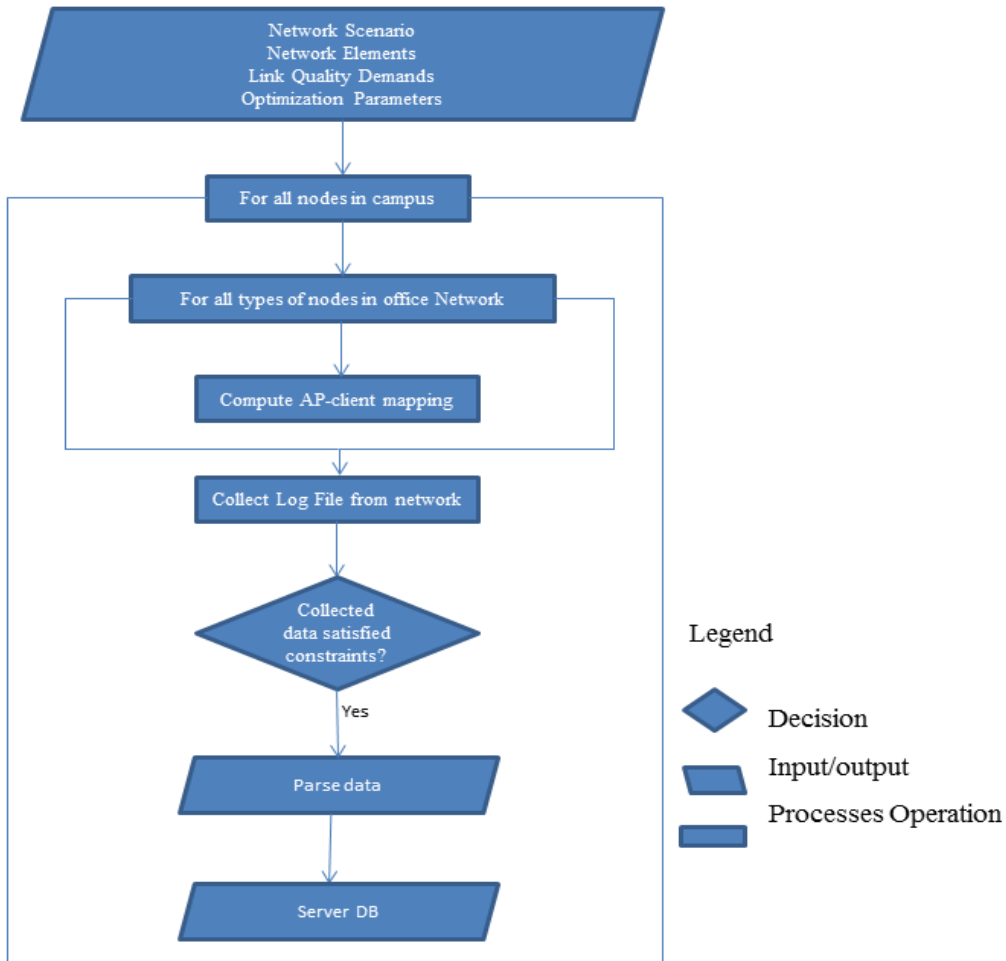 Network Scenario
Network Elements
Link Quality Demands
Optimization Parameters
For all nodes in campus
For all types of nodes in office Network
Compute AP-client mapping
Collect Log File from network
Collected
data satisfied
constraints?
Yes
Parse data
Server DB
Legend
Decision
Input/output
Processes Operation